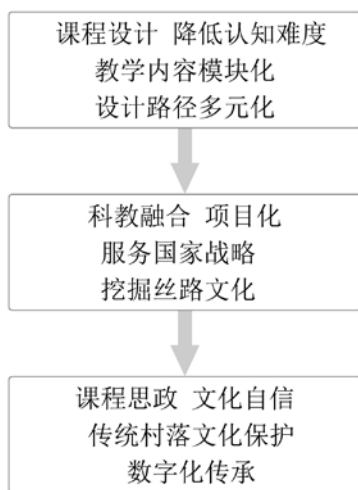 课程设计 降低认知难度
教学内容模块化
设计路径多元化
科教融合 项目化
服务国家战略
挖掘丝路文化
课程思政 文化自信
传统村落文化保护
数字化传承